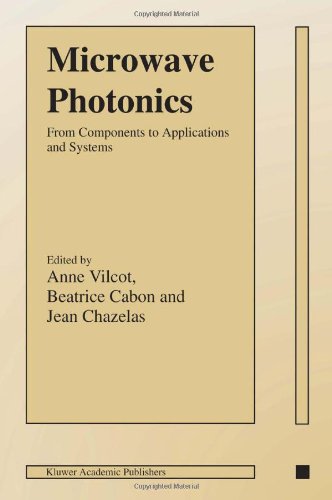 Microwave
Photonics
From Components to Applications
and Systems
Edited by
Anne Vilcot,
Beatrice Cabon and
Jean Chazelas
Kluwer Academic Publishers